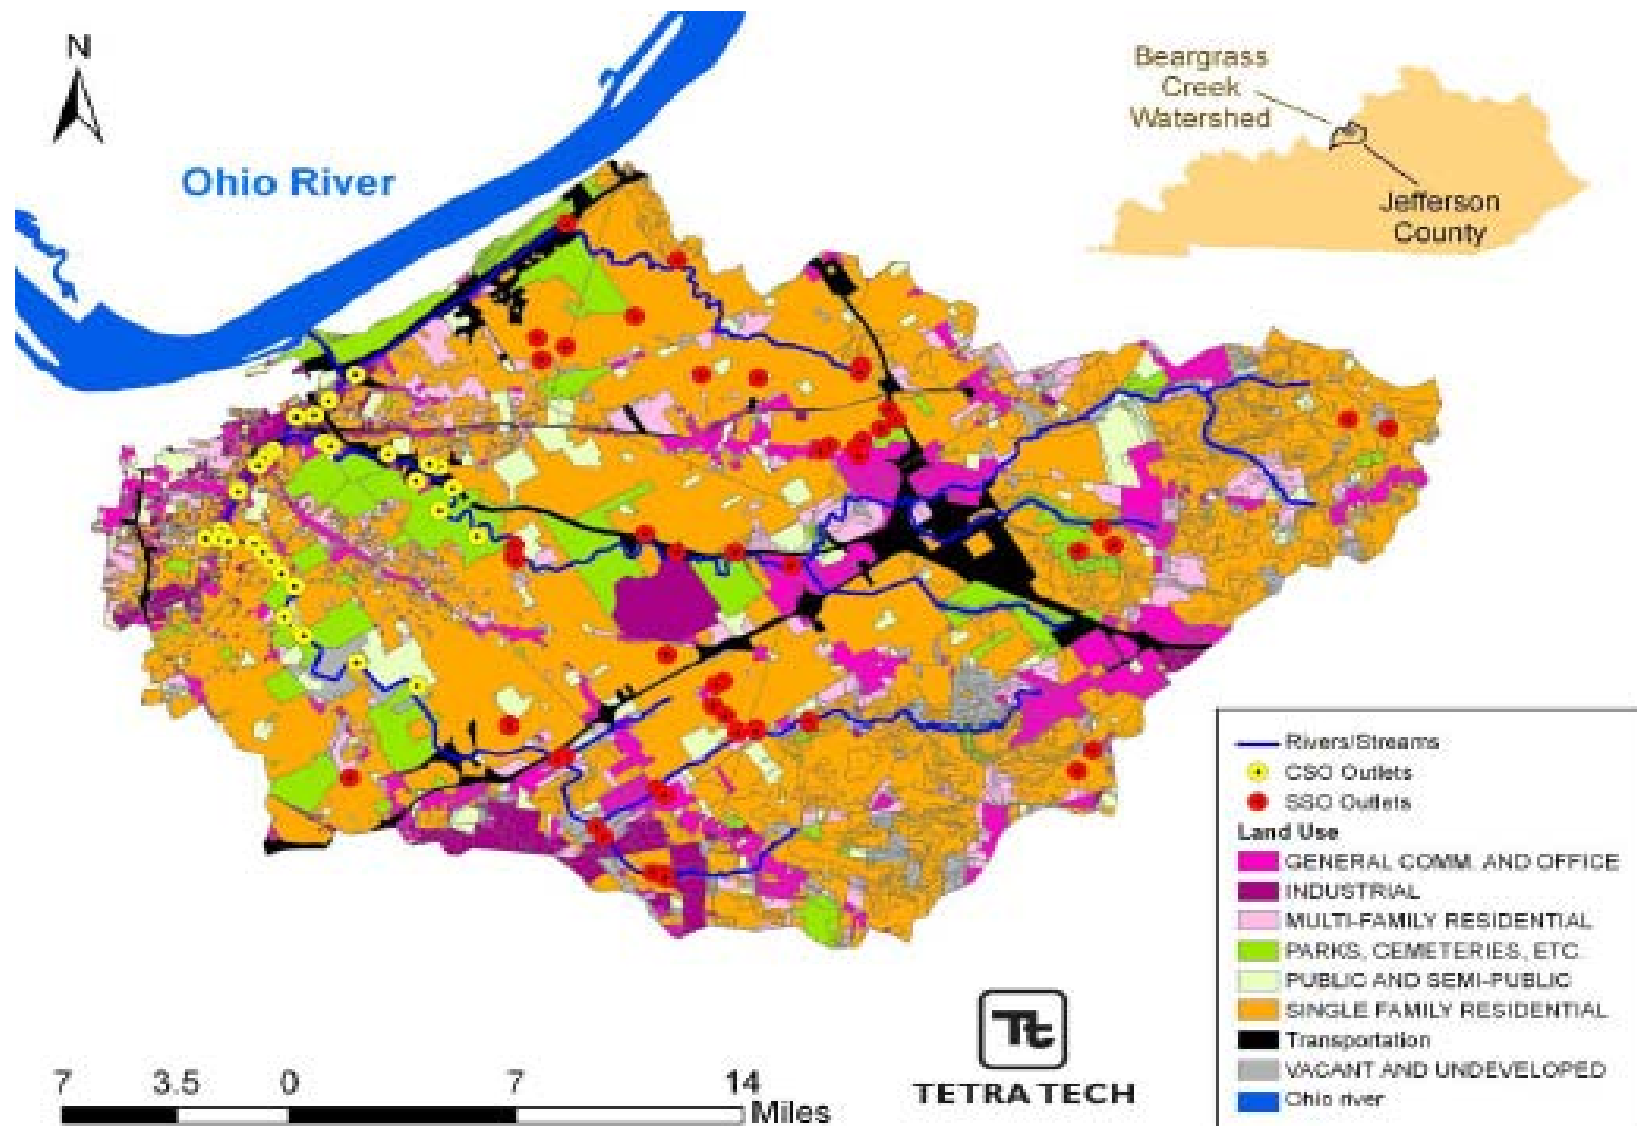 N
Ohio River
Beargrass
Creek
Watershed
Jefferson
County
Rivers/Streams
CSO Outlets
SSO Outlets
Land Use
GENERAL COMM. AND OFFICE
INDUSTRIAL
MULTI-FAMILY RESIDENTIAL
PARKS, CEMETERIES, ETC.
PUBLIC AND SEMI-PUBLIC
SINGLE FAMILY RESIDENTIAL
Transportation
VACANT AND UNDEVELOPED
Ohio river
Tt
TETRA TECH
7 3.5 0 7 14
Miles